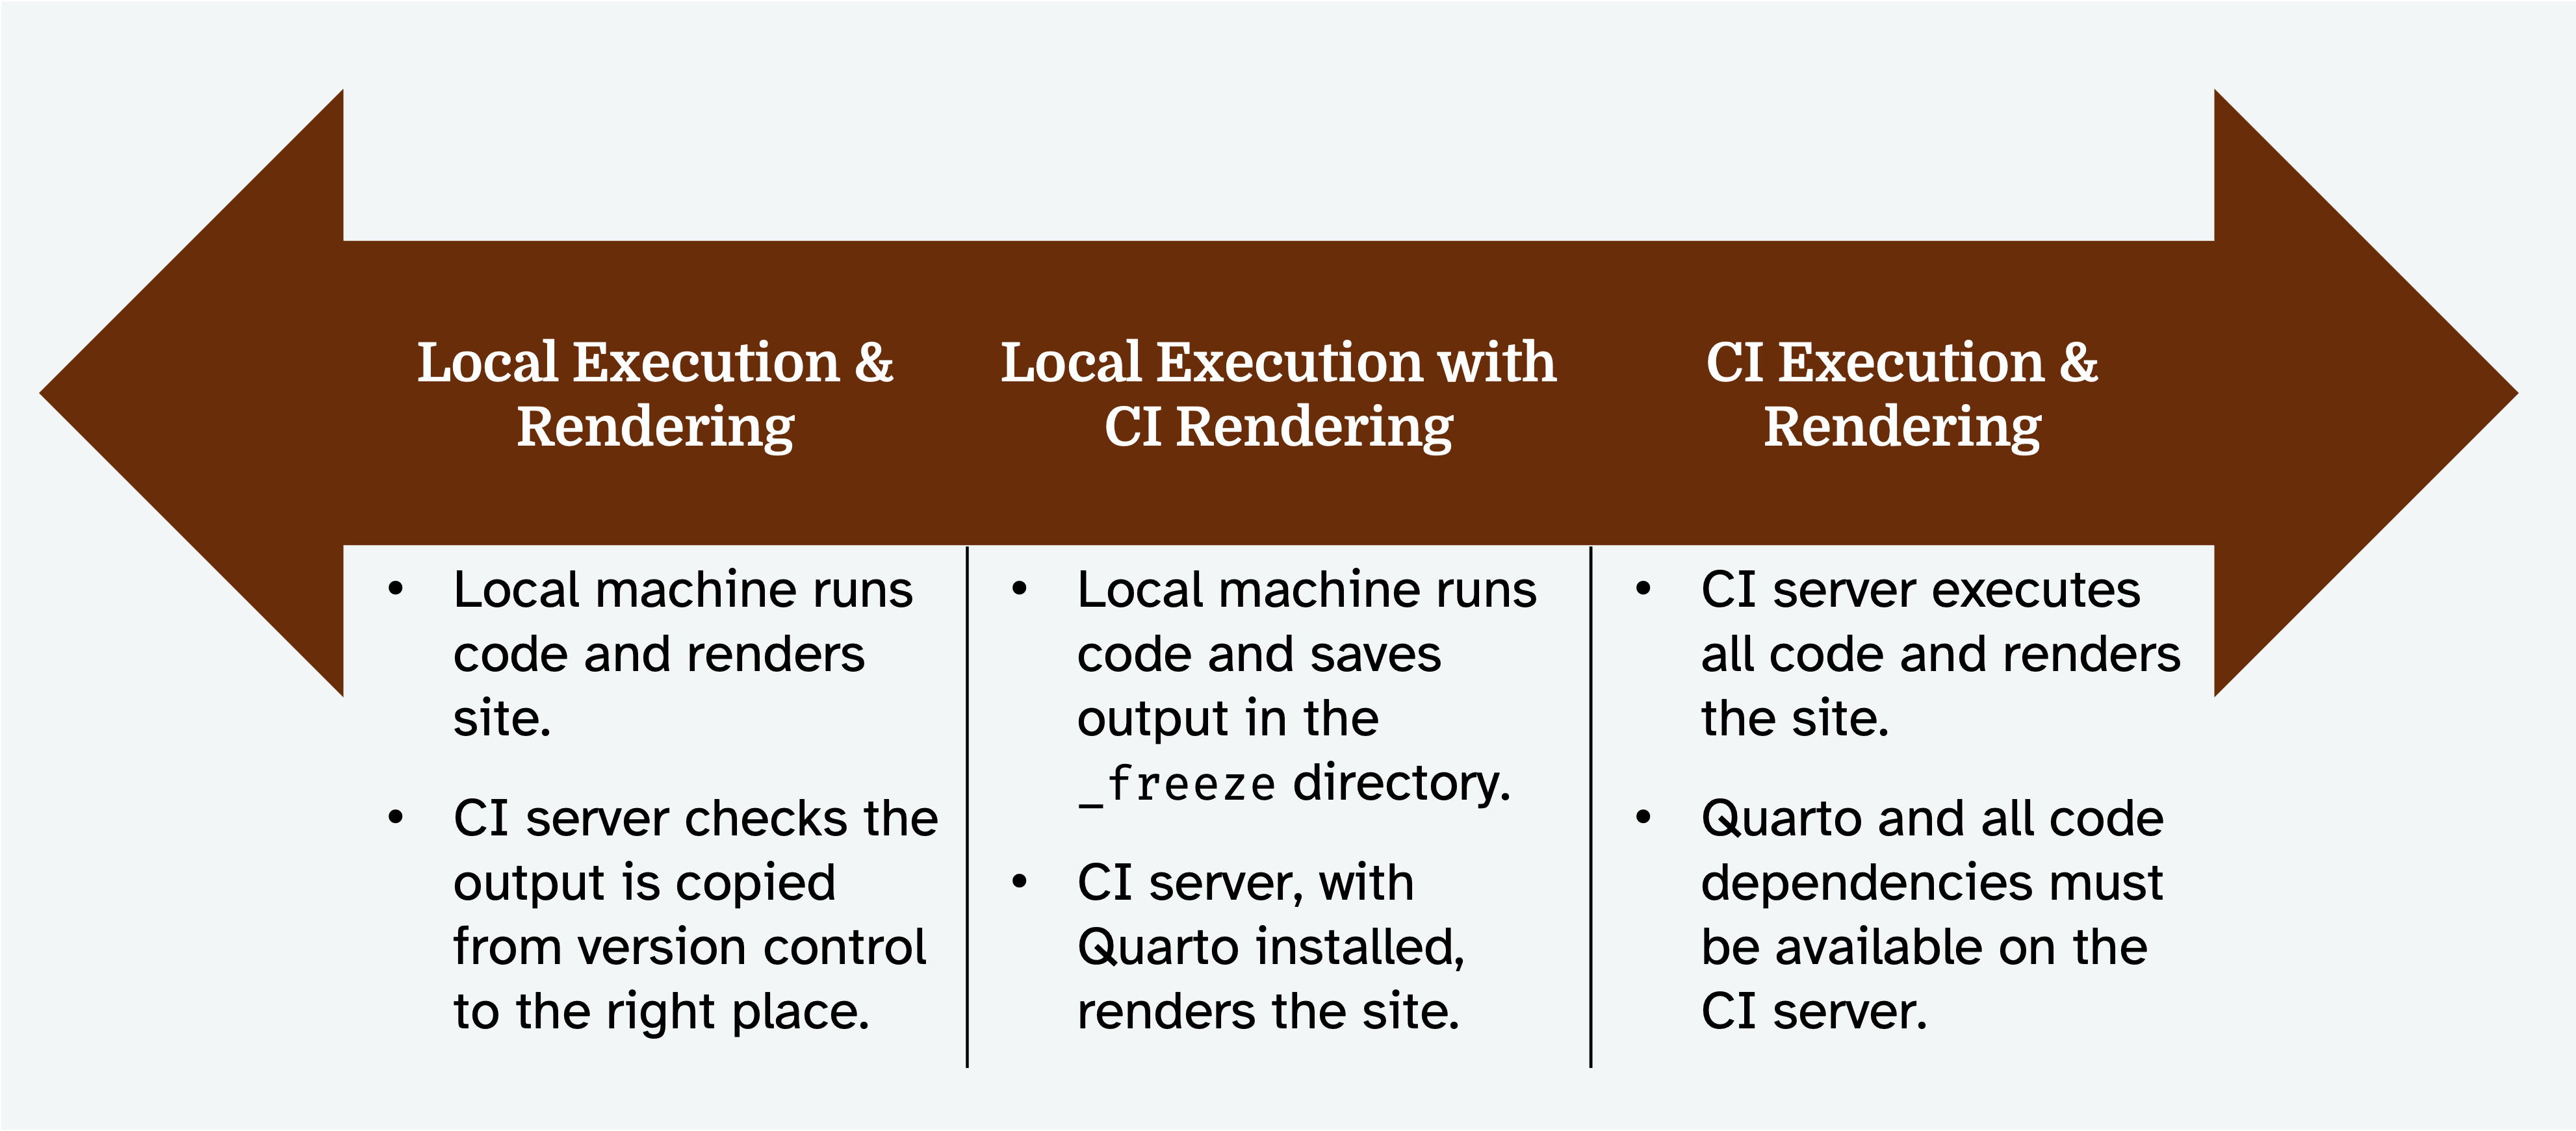 Local Execution &
Rendering
Local Execution with
CI Rendering
CI Execution &
Rendering
• Local machine runs
code and renders
site.
• CI server checks the
output is copied
from version control
to the right place.
• Local machine runs
code and saves
output in the
_freeze directory.
• CI server, with
Quarto installed,
renders the site.
• CI server executes
all code and renders
the site.
• Quarto and all code
dependencies must
be available on the
CI server.